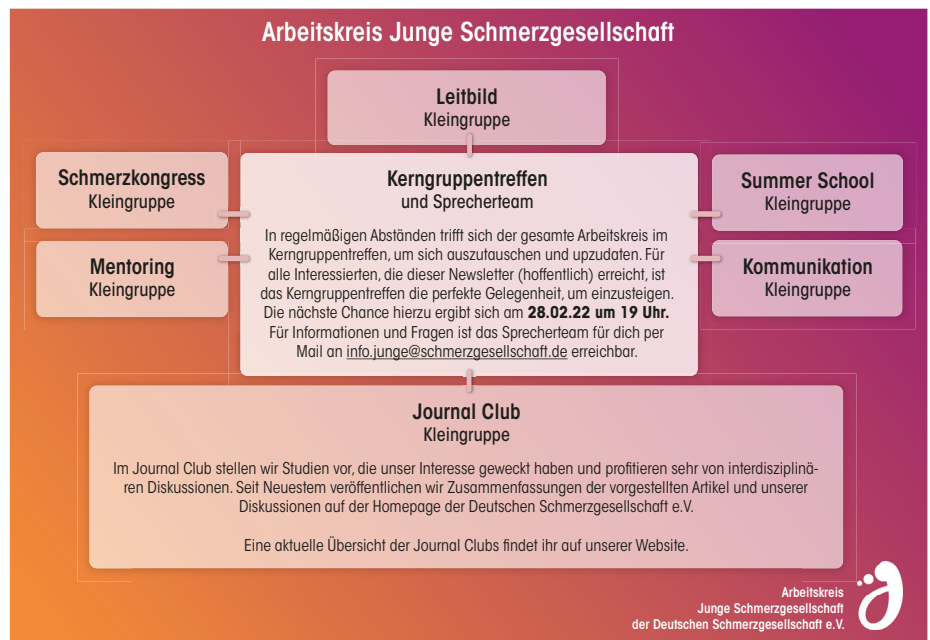 Arbeitskreis Junge Schmerzgesellschaft
Leitbild
Kleingruppe
Schmerzkongress
Kleingruppe
Mentoring
Kleingruppe
Kerngruppentreffen
und Sprecherteam
In regelmäßigen Abständen trifft sich der gesamte Arbeitskreis im
Kerngruppentreffen, um sich auszutauschen und upzudaten. Für
alle Interessierten, die dieser Newsletter (hoffentlich) erreicht, ist
das Kerngruppentreffen die perfekte Gelegenheit, um einzusteigen.
Die nächste Chance hierzu ergibt sich am 28.02.22 um 19 Uhr.
Für Informationen und Fragen ist das Sprecherteam für dich per
Mail an info.junge@schmerzgesellschaft.de erreichbar.
Summer School
Kleingruppe
Kommunikation
Kleingruppe
Journal Club
Kleingruppe
Im Journal Club stellen wir Studien vor, die unser Interesse geweckt haben und profitieren sehr von interdisziplinä-
ren Diskussionen. Seit Neuestem veröffentlichen wir Zusammenfassungen der vorgestellten Artikel und unserer
Diskussionen auf der Homepage der Deutschen Schmerzgesellschaft e.V.
Eine aktuelle Übersicht der Journal Clubs findet ihr auf unserer Website.
Arbeitskreis
Junge Schmerzgesellschaft
der Deutschen Schmerzgesellschaft e.V.